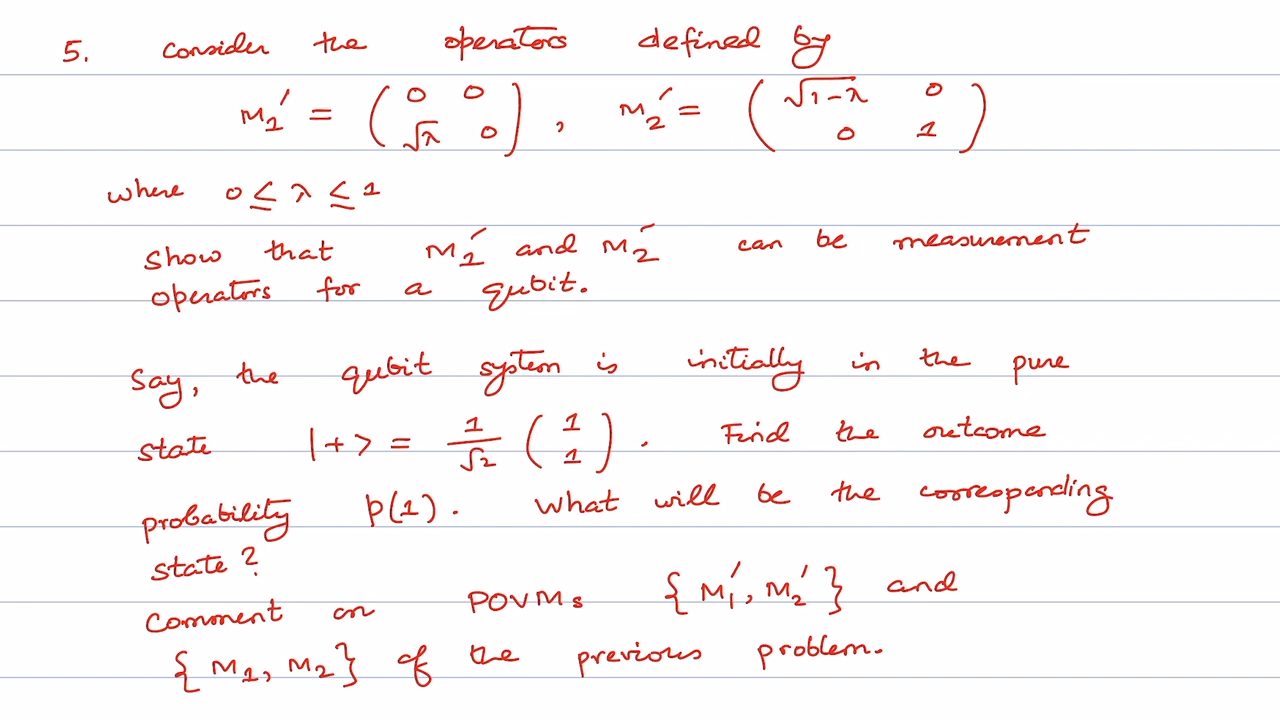 5. Consider the operators defined by
M₁′ = ( 0 0 ; √λ 0 ) , M₂′ = ( √1-λ 0 ; 0 1 )
where 0 ≤ λ ≤ 1
Show that M₁′ and M₂′ can be measurement
operators for a qubit.
Say, the qubit system is initially in the pure
state |+> = 1/√2 ( 1 ; 1 ) . Find the outcome
probability p(1). What will be the corresponding
state?
Comment on POVMs { M₁′, M₂′ } and
{ M₁, M₂ } of the previous problem.